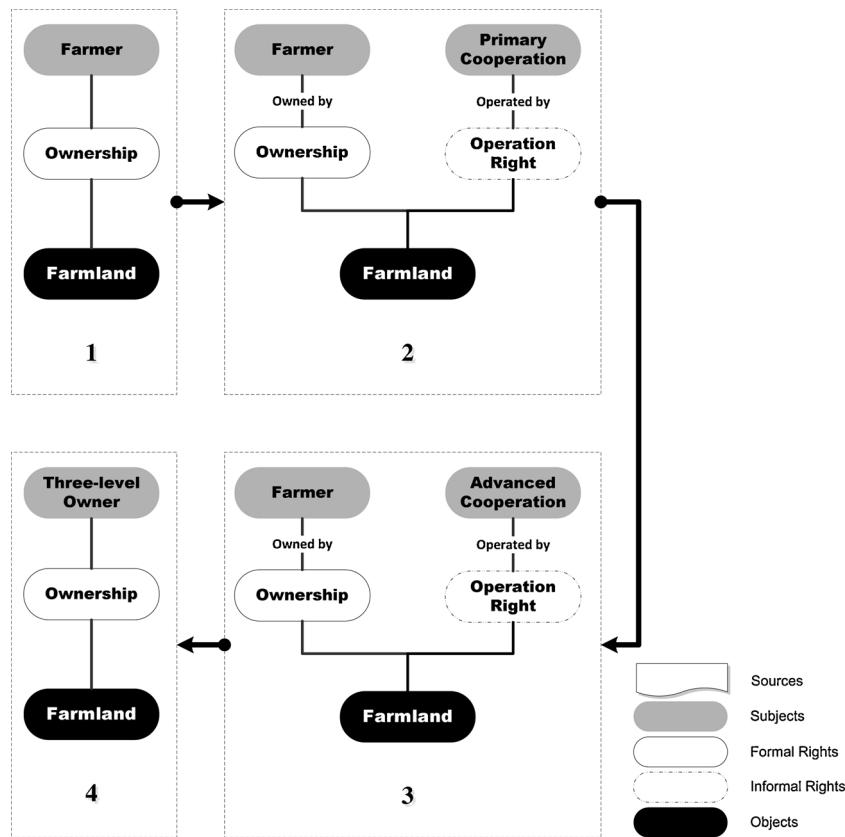 Farmer
Ownership
Farmland
1
Farmer
Primary
Cooperation
Owned by
Operated by
Ownership
Operation
Right
Farmland
2
Three-level
Owner
Ownership
Farmland
4
Farmer
Advanced
Cooperation
Owned by
Operated by
Ownership
Operation
Right
Farmland
3
Sources
Subjects
Formal Rights
Informal Rights
Objects